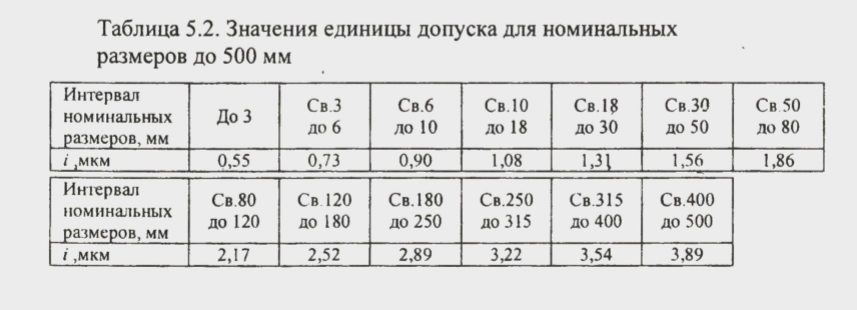 Таблица 5.2. Значения единицы допуска для номинальных
размеров до 500 мм
Интервал номинальных размеров, мм | До 3 | Св.3 до 6 | Св.6 до 10 | Св.10 до 18 | Св.18 до 30 | Св.30 до 50 | Св.50 до 80
i ,мкм | 0,55 | 0,73 | 0,90 | 1,08 | 1,31 | 1,56 | 1,86
Интервал номинальных размеров, мм | Св.80 до 120 | Св.120 до 180 | Св.180 до 250 | Св.250 до 315 | Св.315 до 400 | Св.400 до 500
i ,мкм | 2,17 | 2,52 | 2,89 | 3,22 | 3,54 | 3,89